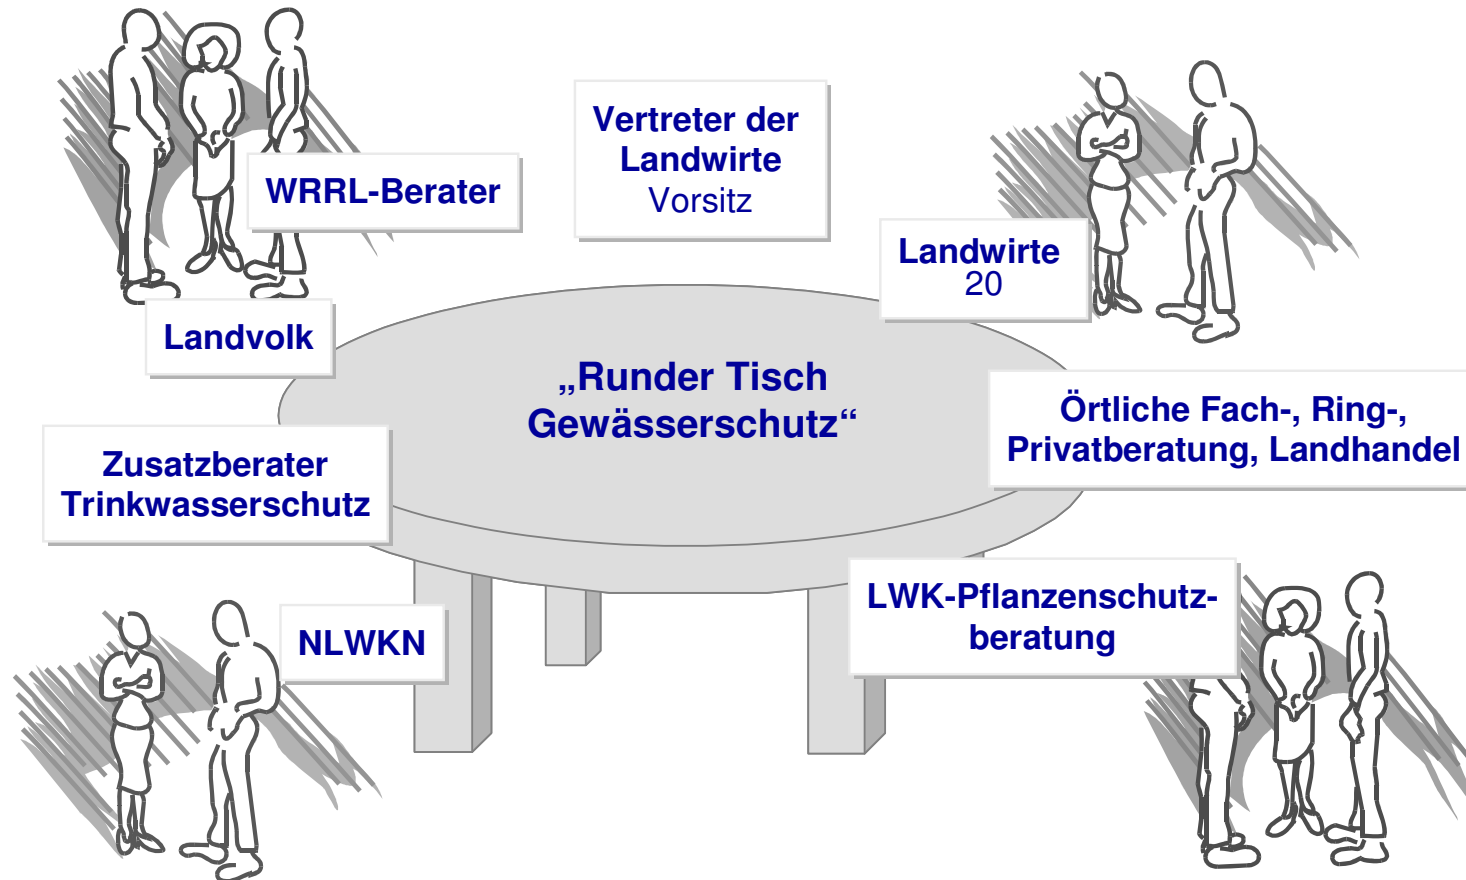 Vertreter der
Landwirte
Vorsitz
WRRL-Berater
Landwirte
20
Landvolk
„Runder Tisch
Gewässerschutz“
Örtliche Fach-, Ring-,
Privatberatung, Landhandel
Zusatzberater
Trinkwasserschutz
LWK-Pflanzenschutz-
beratung
NLWKN